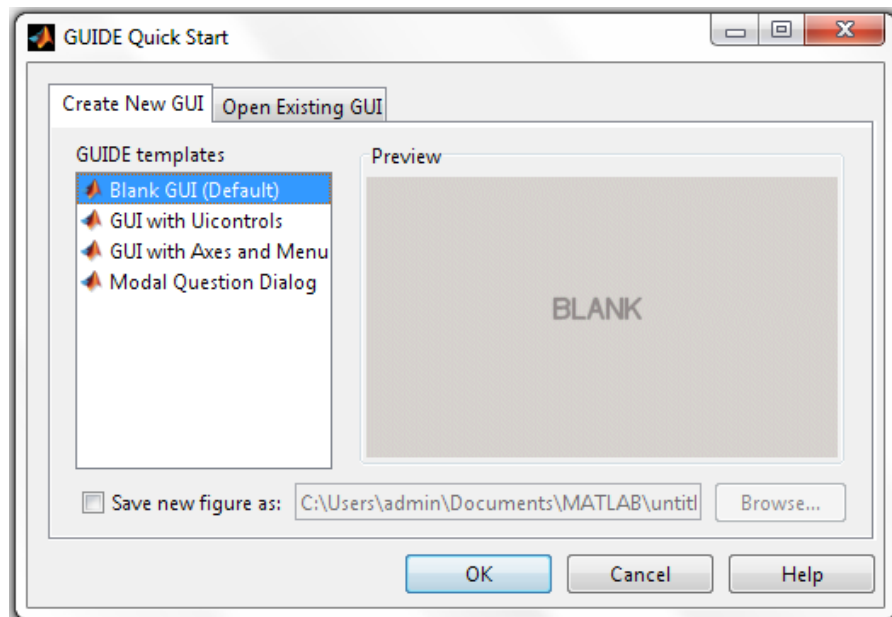 GUIDE Quick Start
Create New GUI
Open Existing GUI
GUIDE templates
Blank GUI (Default)
GUI with Uicontrols
GUI with Axes and Menu
Modal Question Dialog
Preview
BLANK
Save new figure as:
C:\Users\admin\Documents\MATLAB\untitl
Browse...
OK
Cancel
Help